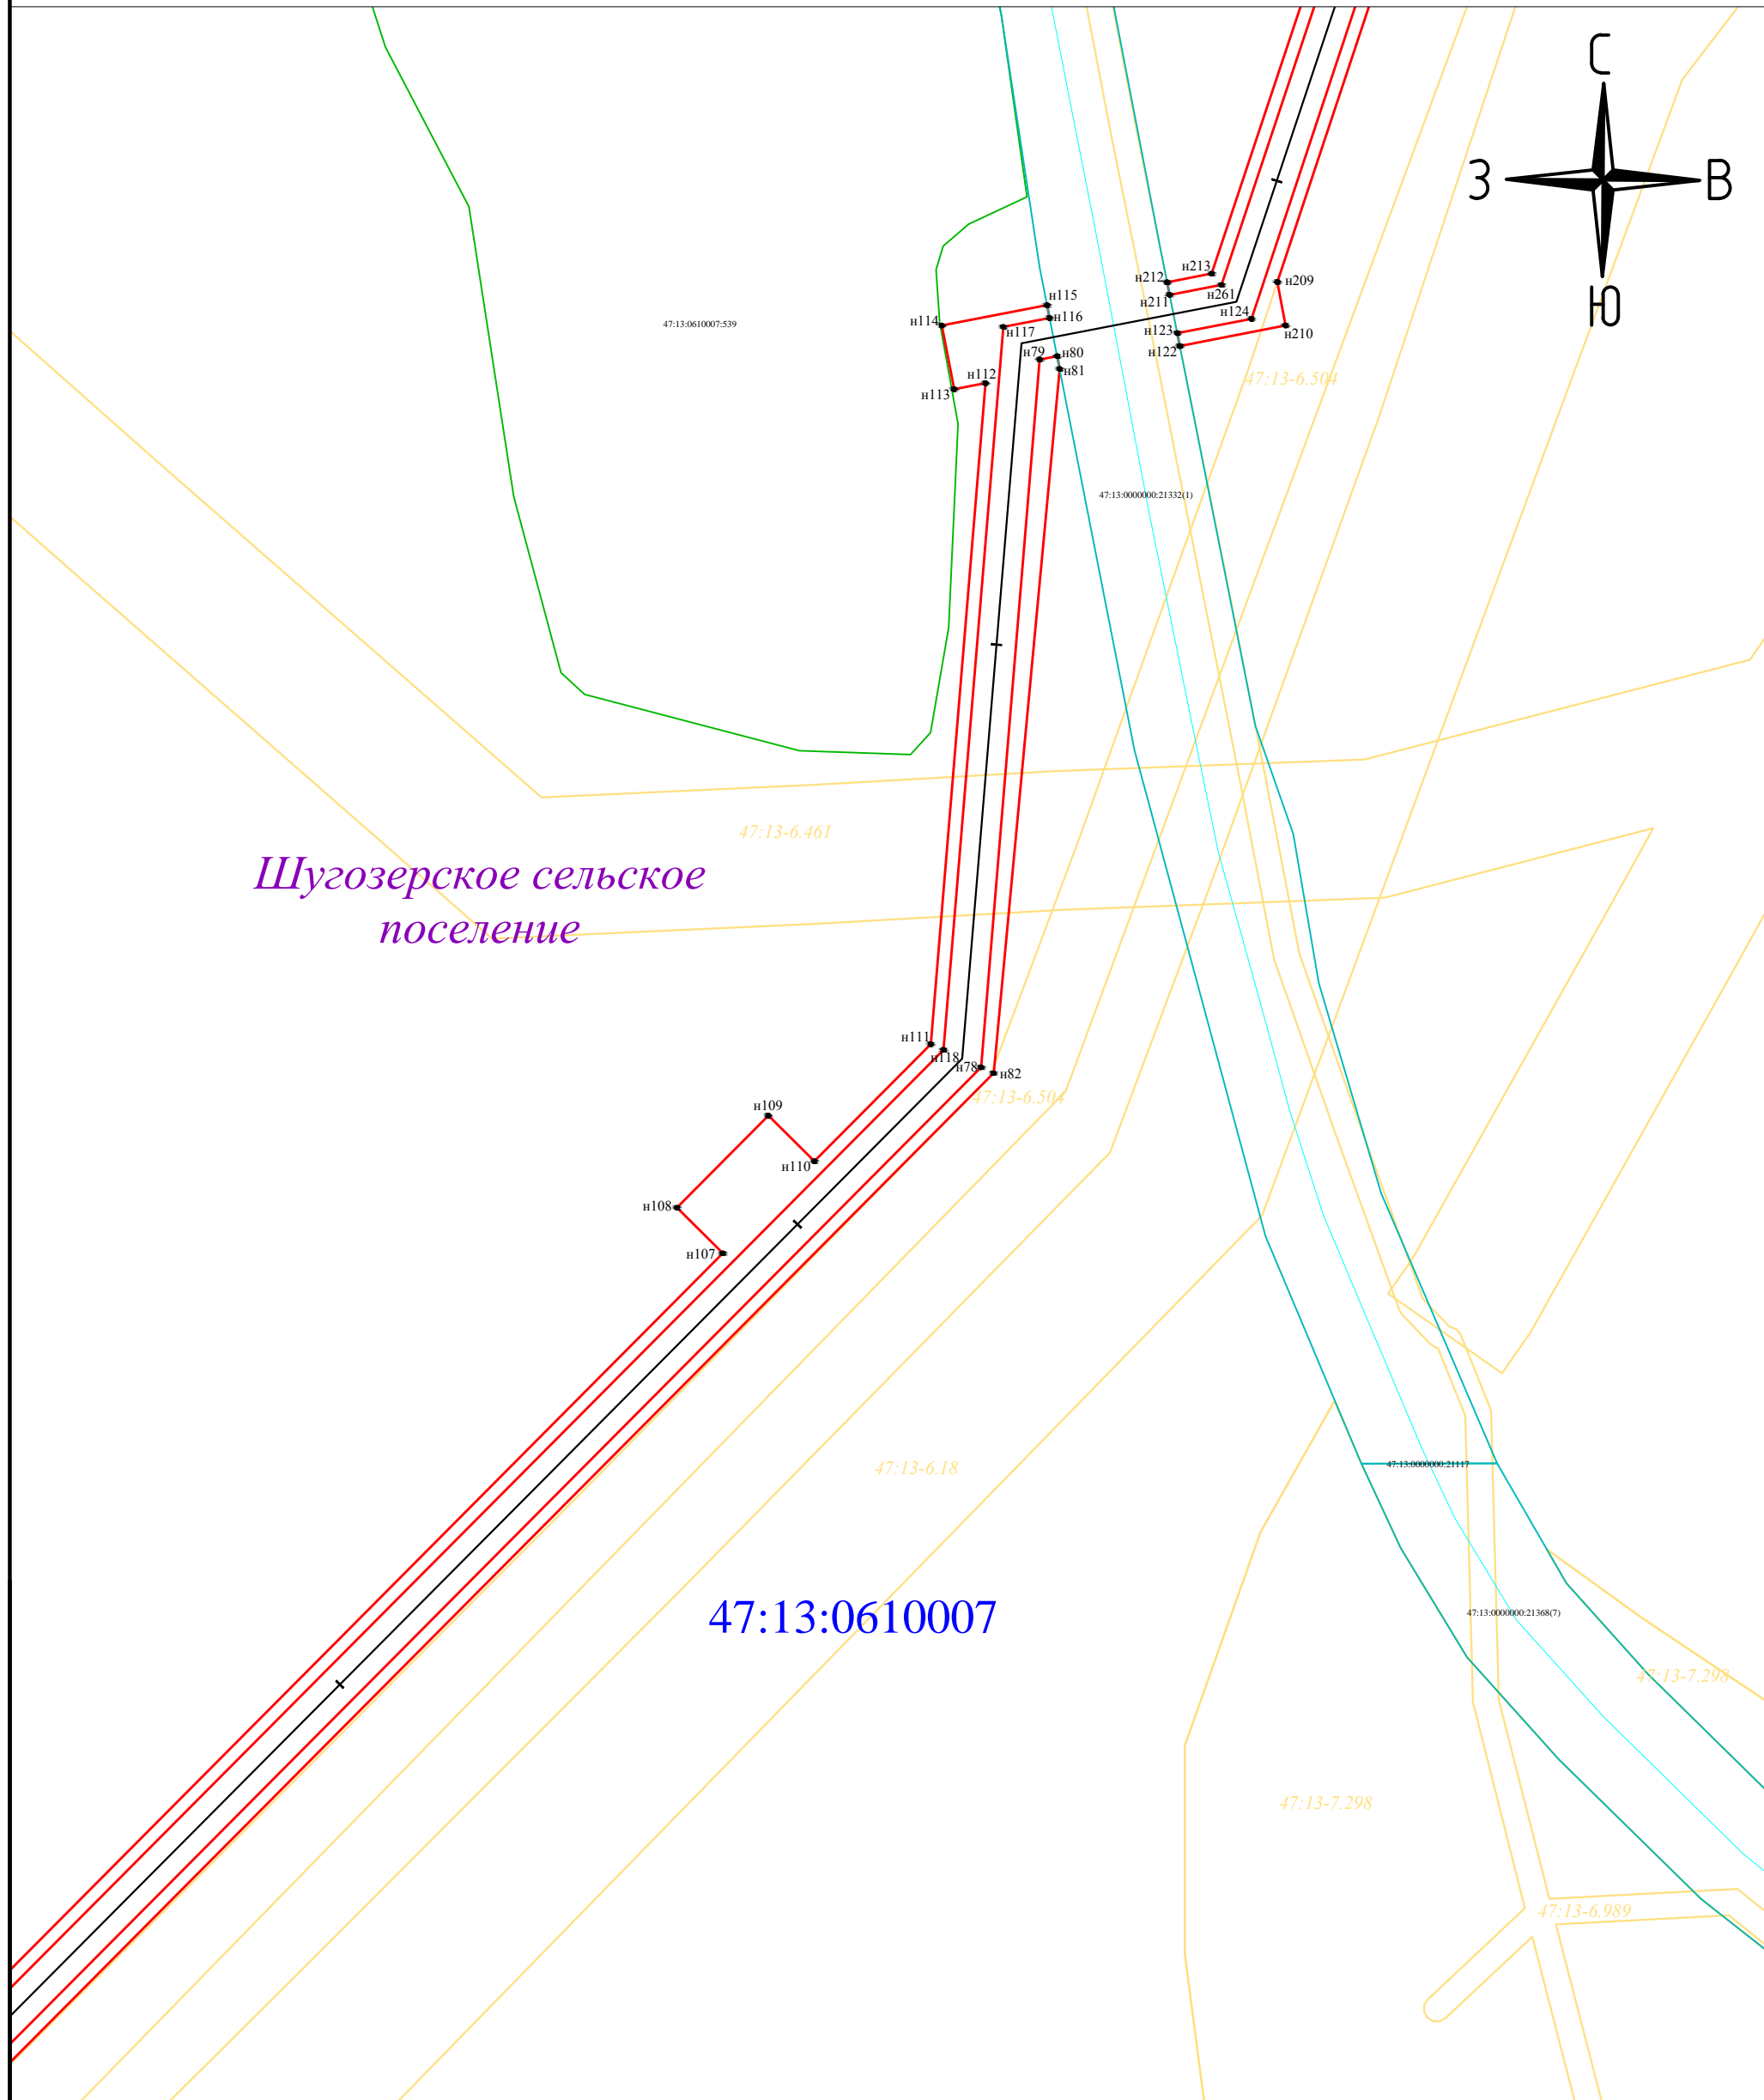 С
З
В
Ю
н213
н212
н211
н261
н209
н124
н210
н123
н122
н115
н114
н116
н117
н79
н80
н81
н112
н113
47:13:0610007:539
47:13-6.504
47:13:0000000:21332(1)
47:13-6.461
Шугозерское сельское
поселение
н111
н118
н78
н82
47:13-6.504
н109
н110
н108
н107
47:13-6.18
47:13:0000000:21117
47:13:0610007
47:13:0000000:21368(7)
47:13-7.298
47:13-7.298
47:13-6.989